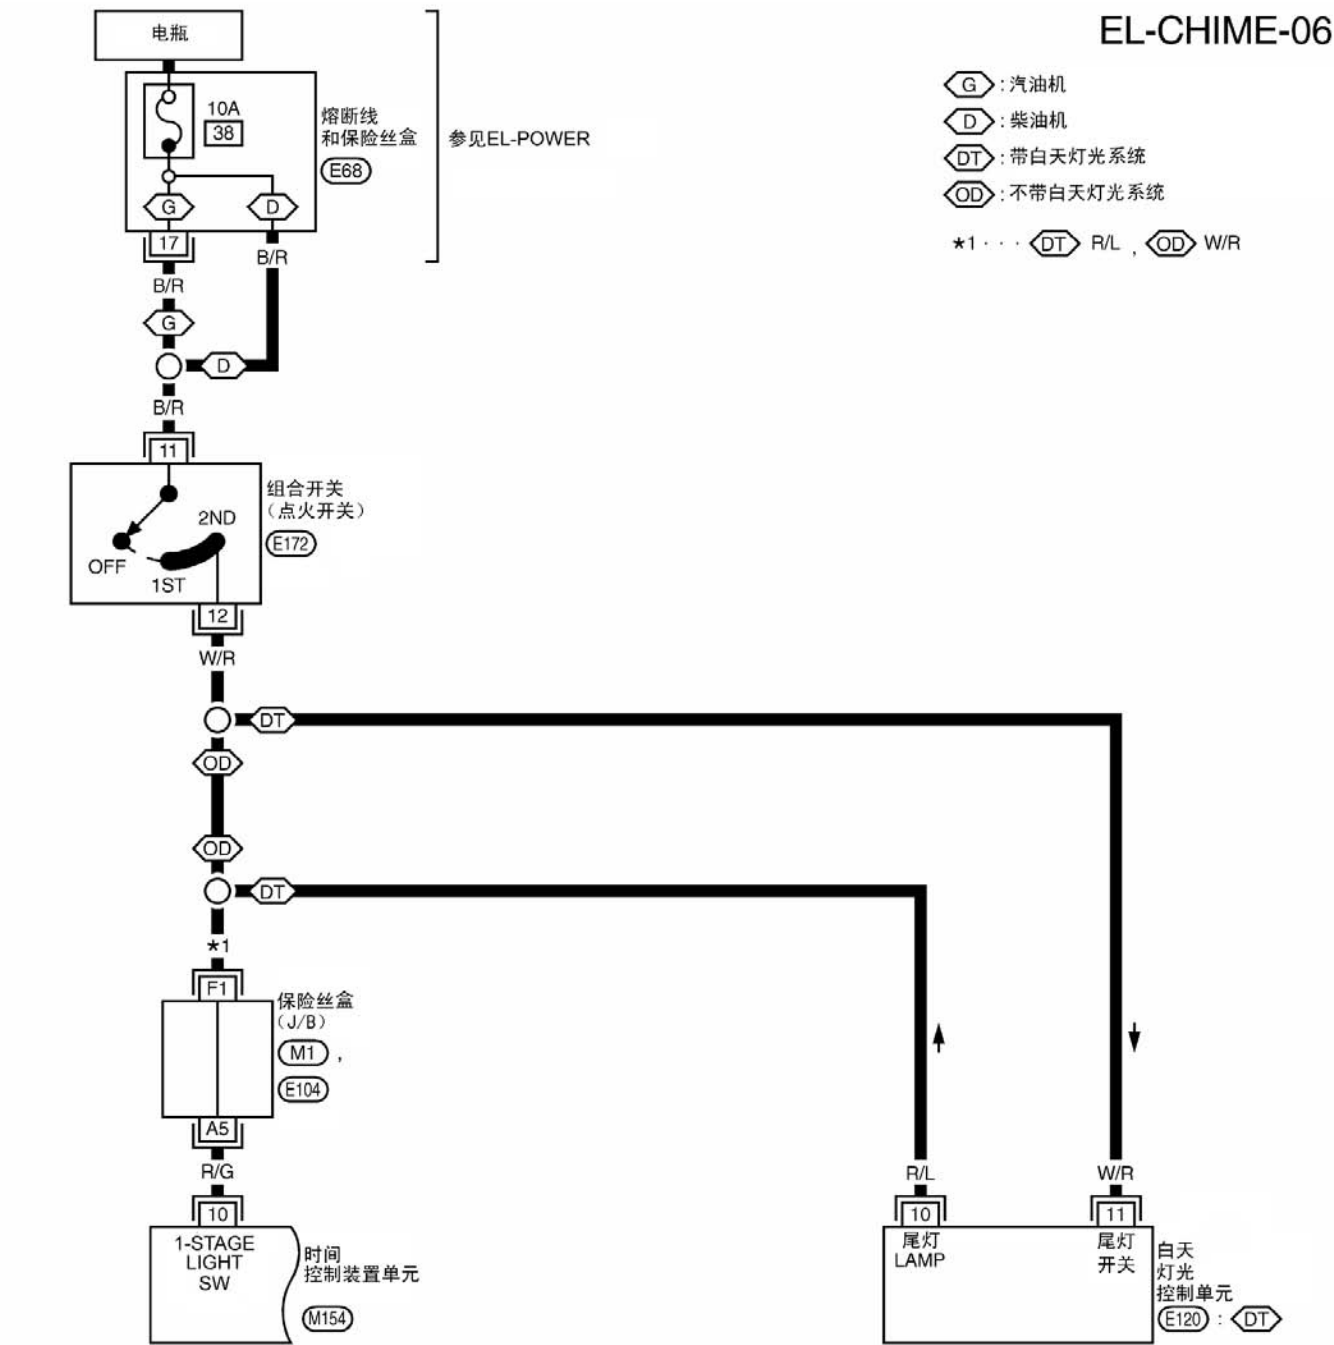 EL-CHIME-06
电瓶
10A
38
熔断线
和保险丝盒
E68
参见EL-POWER
G : 汽油机
D : 柴油机
DT : 带白天灯光系统
OD : 不带白天灯光系统
*1 · · · DT R/L , OD W/R
G
D
17
B/R
B/R
G
D
B/R
11
组合开关
（点火开关）
E172
2ND
OFF
1ST
12
W/R
DT
OD
OD
DT
*1
F1
保险丝盒
（J/B）
M1 ,
E104
A5
R/G
10
1-STAGE
LIGHT
SW
时间
控制装置单元
M154
R/L
W/R
10
11
尾灯
LAMP
尾灯
开关
白天
灯光
控制单元
E120 : DT